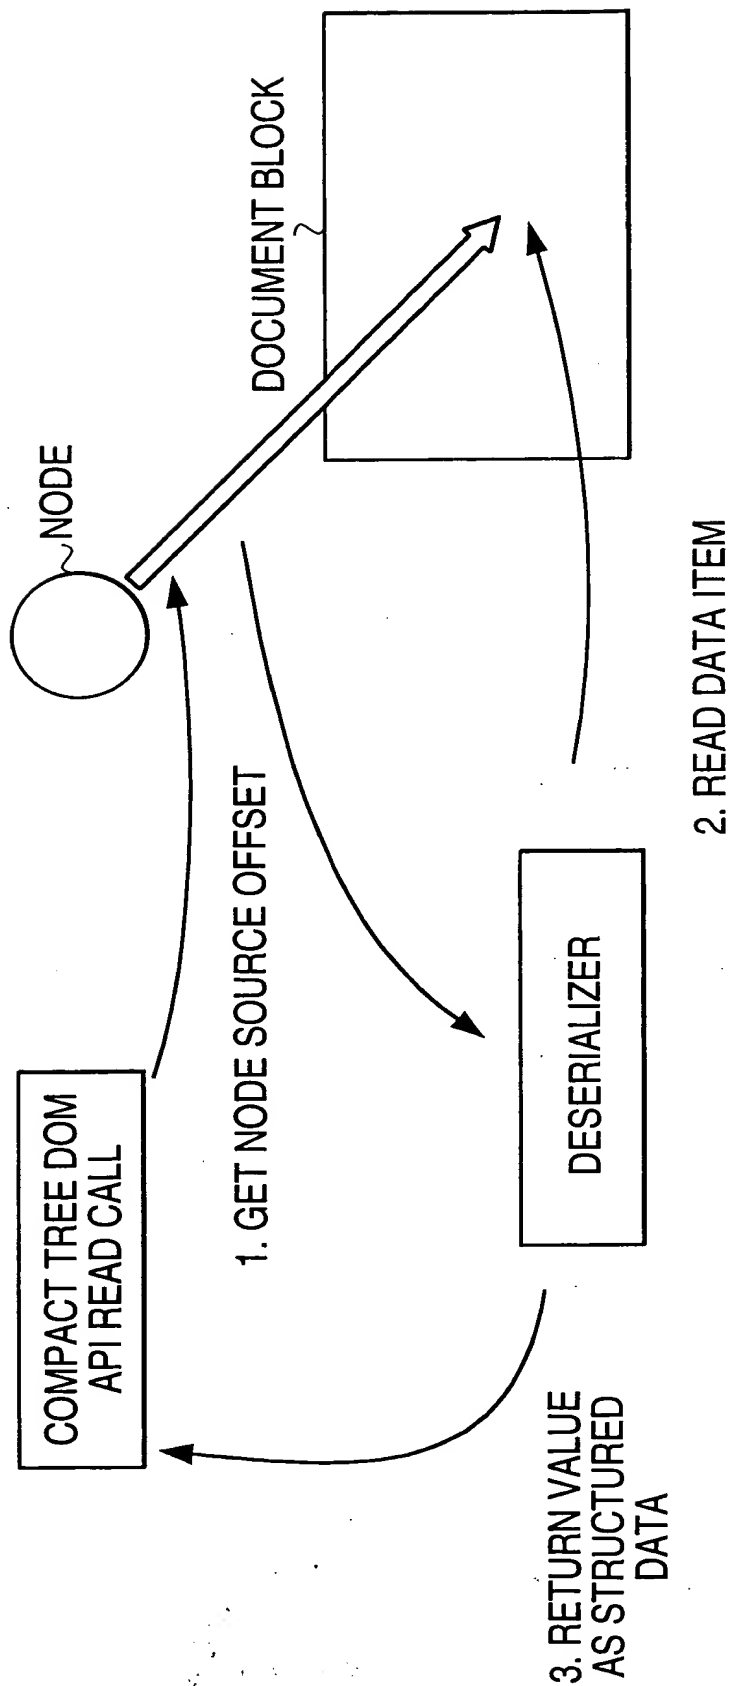 COMPACT TREE DOM
API READ CALL
NODE
DOCUMENT BLOCK
1. GET NODE SOURCE OFFSET
DESERIALIZER
2. READ DATA ITEM
3. RETURN VALUE
AS STRUCTURED
DATA